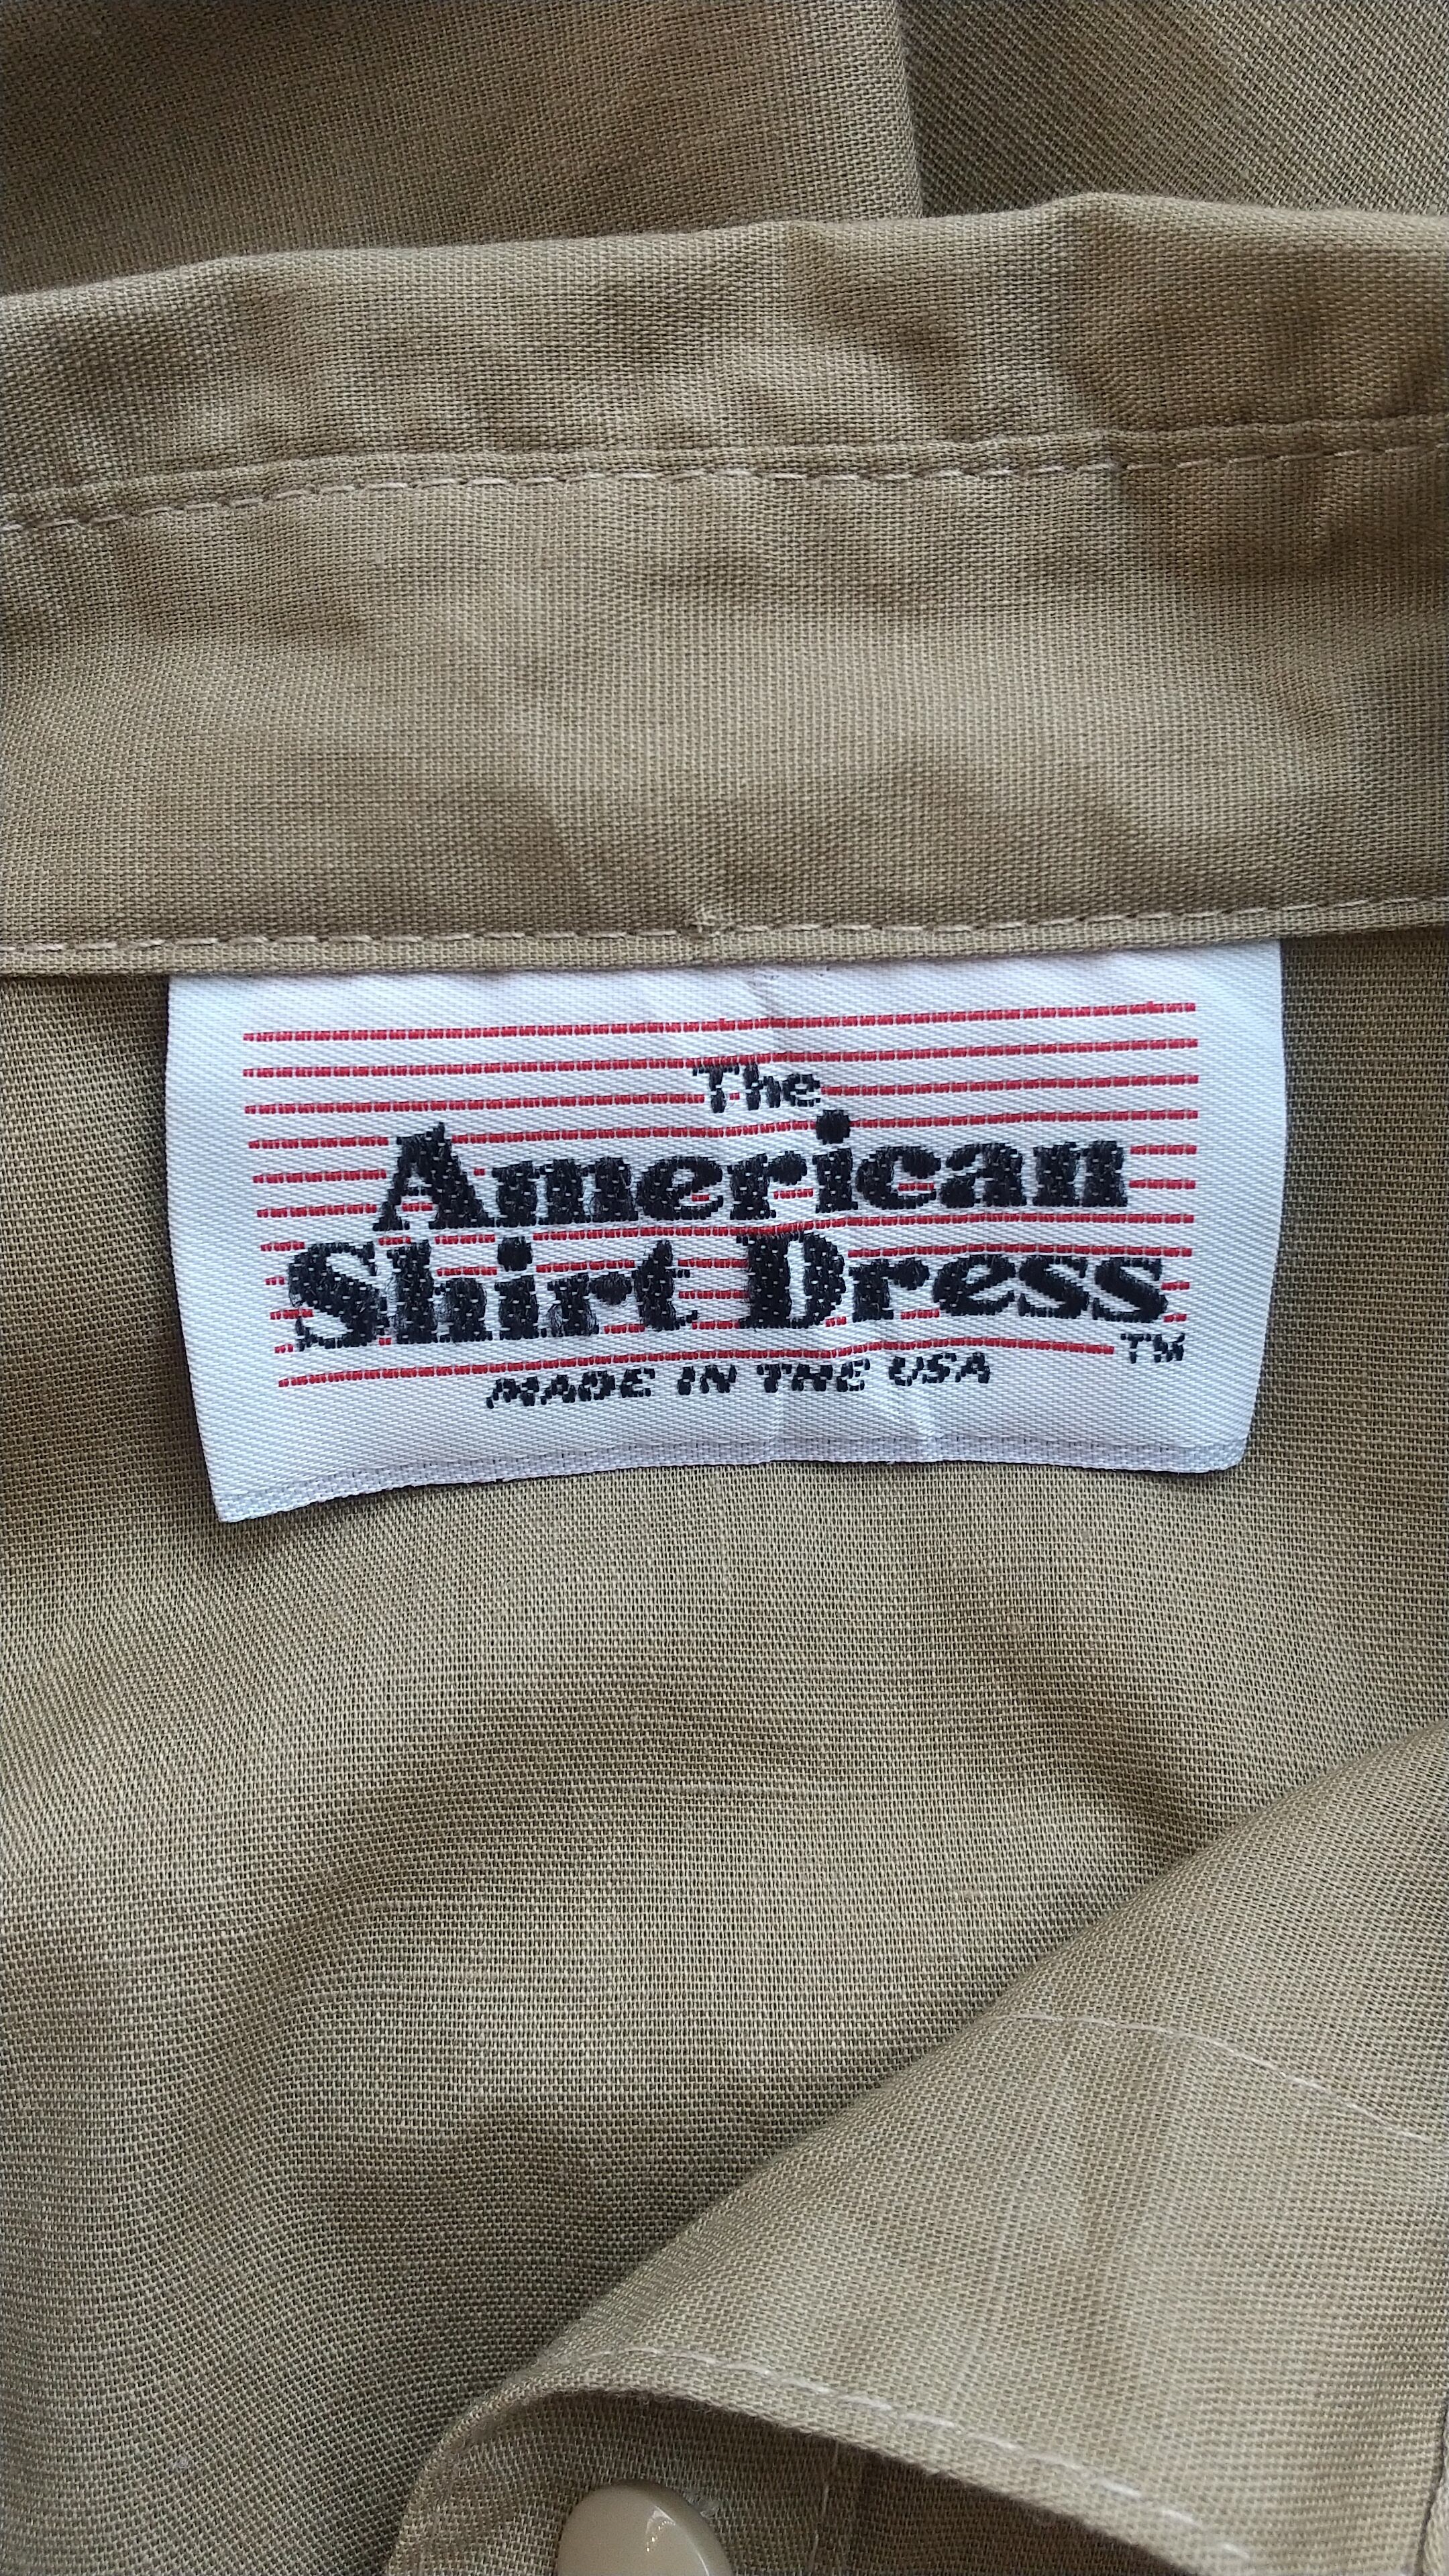 The
American
Shirt Dress
TM
MADE IN THE USA